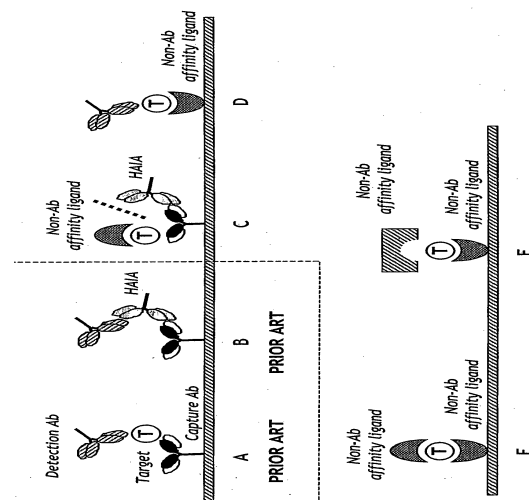 Detection Ab
Target
T
Capture Ab
A
PRIOR ART
HAIA
B
PRIOR ART
Non-Ab
affinity ligand
T
HAIA
C
Non-Ab
affinity ligand
T
D
Non-Ab
affinity ligand
T
Non-Ab
affinity ligand
Non-Ab
affinity ligand
T
Non-Ab
affinity ligand